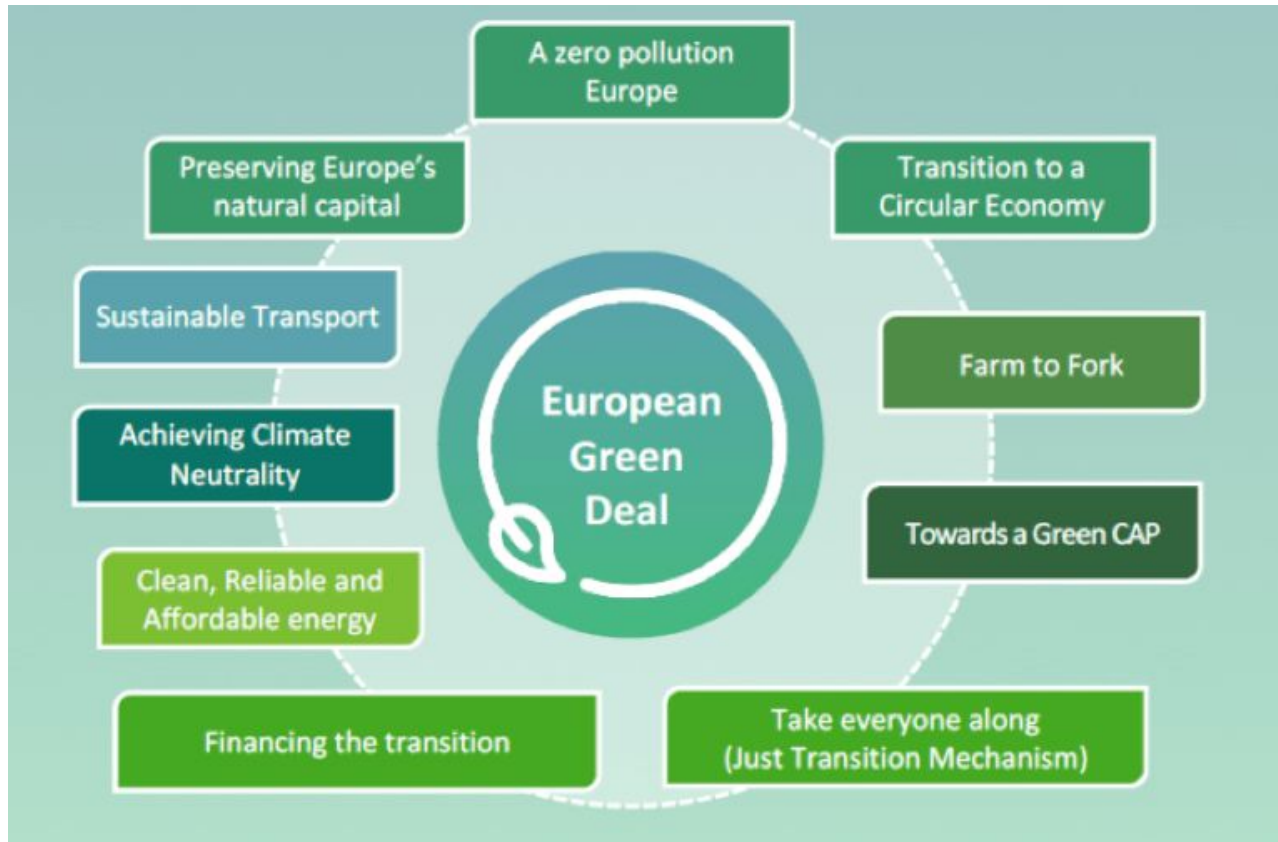 A zero pollution
Europe
Preserving Europe's
natural capital
Transition to a
Circular Economy
Sustainable Transport
Farm to Fork
European
Green
Deal
Achieving Climate
Neutrality
Towards a Green CAP
Clean, Reliable and
Affordable energy
Financing the transition
Take everyone along
(Just Transition Mechanism)